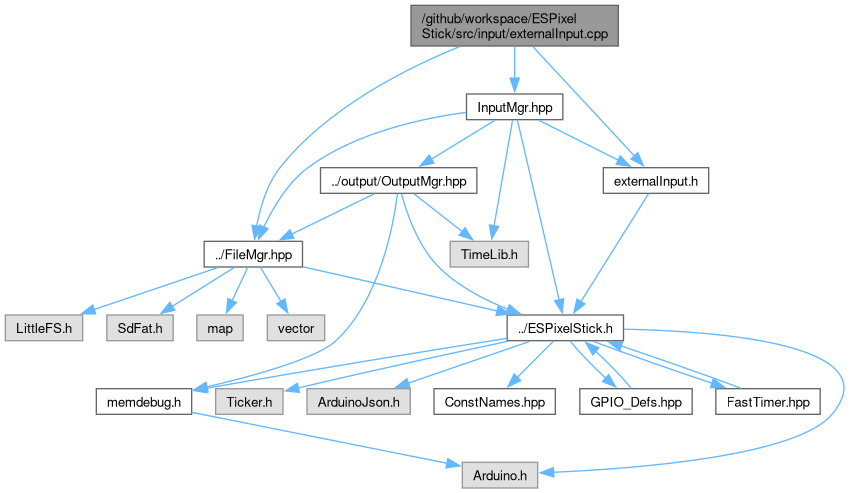 /github/workspace/ESPixel
Stick/src/input/externalInput.cpp
InputMgr.hpp
../output/OutputMgr.hpp
externalInput.h
../FileMgr.hpp
TimeLib.h
LittleFS.h
SdFat.h
map
vector
../ESPixelStick.h
memdebug.h
Ticker.h
ArduinoJson.h
ConstNames.hpp
GPIO_Defs.hpp
FastTimer.hpp
Arduino.h